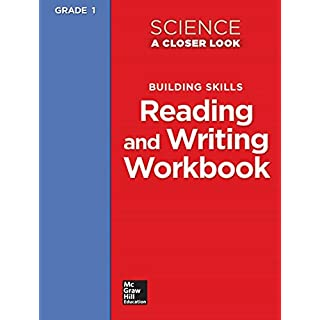 GRADE 1
SCIENCE
A CLOSER LOOK
BUILDING SKILLS
Reading
and Writing
Workbook
Mc
Graw
Hill
Education